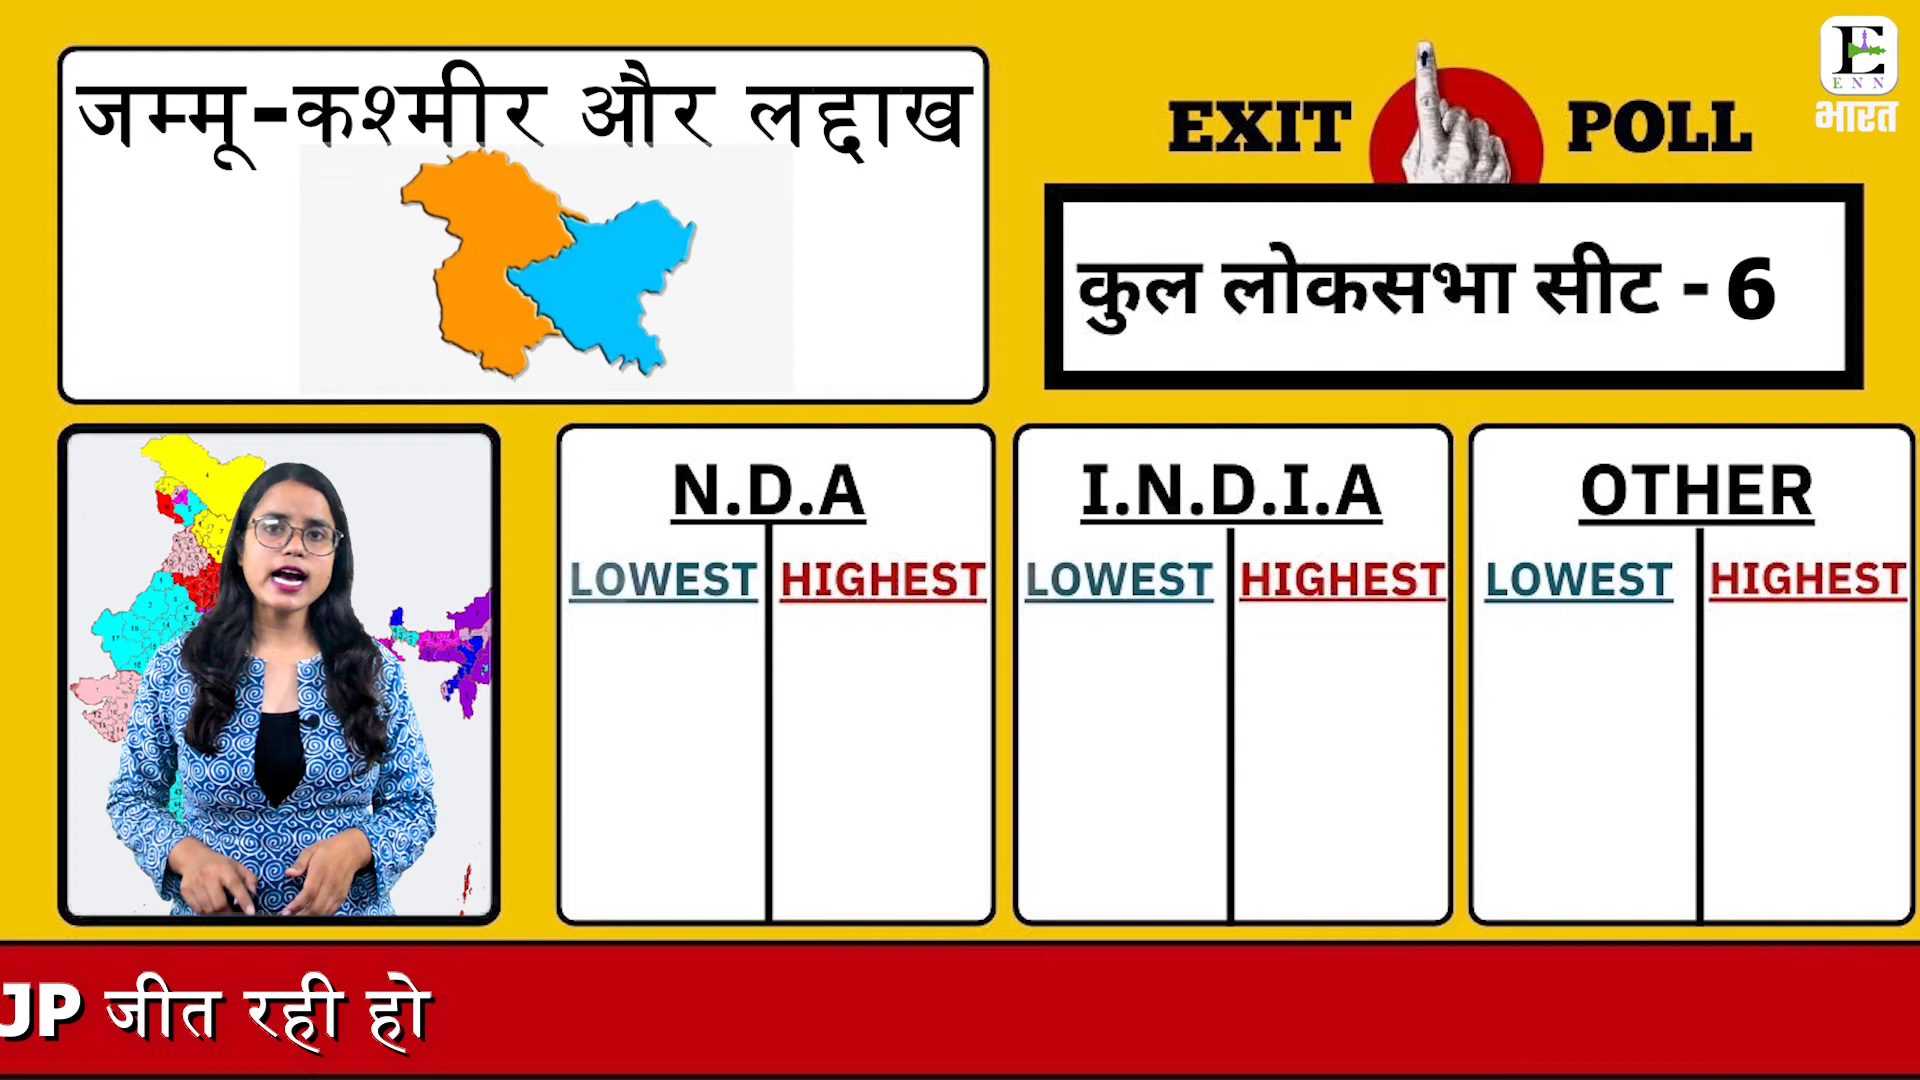 जम्मू-कश्मीर और लद्दाख
EXIT POLL
E N N
भारत
कुल लोकसभा सीट - 6
N.D.A
LOWEST HIGHEST
I.N.D.I.A
LOWEST HIGHEST
OTHER
LOWEST HIGHEST
JP जीत रही हो